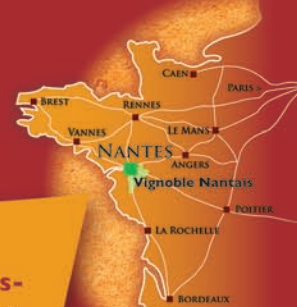 CAEN
PARIS >
BREST
RENNES
LE MANS
VANNES
NANTES
ANGERS
Vignoble Nantais
POITIER
LA ROCHELLE
S-
BORDEAUX